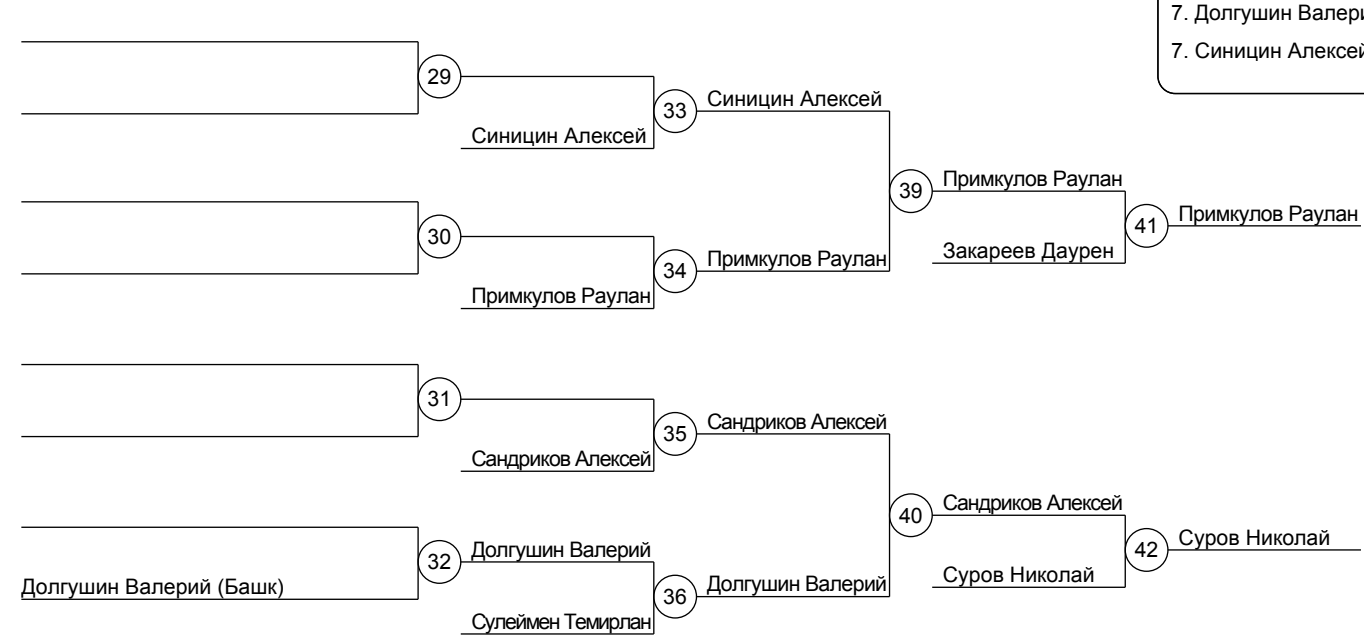 7. Долгушин Валери
7. Синицин Алексей
29
Синицин Алексей
33
Синицин Алексей
39
Примкулов Раулан
41
Примкулов Раулан
Закареев Даурен
30
34
Примкулов Раулан
Примкулов Раулан
31
Сандриков Алексей
35
Сандриков Алексей
40
Сандриков Алексей
42
Суров Николай
Суров Николай
32
Долгушин Валерий
Долгушин Валерий (Башк)
36
Долгушин Валерий
Сулеймен Темирлан